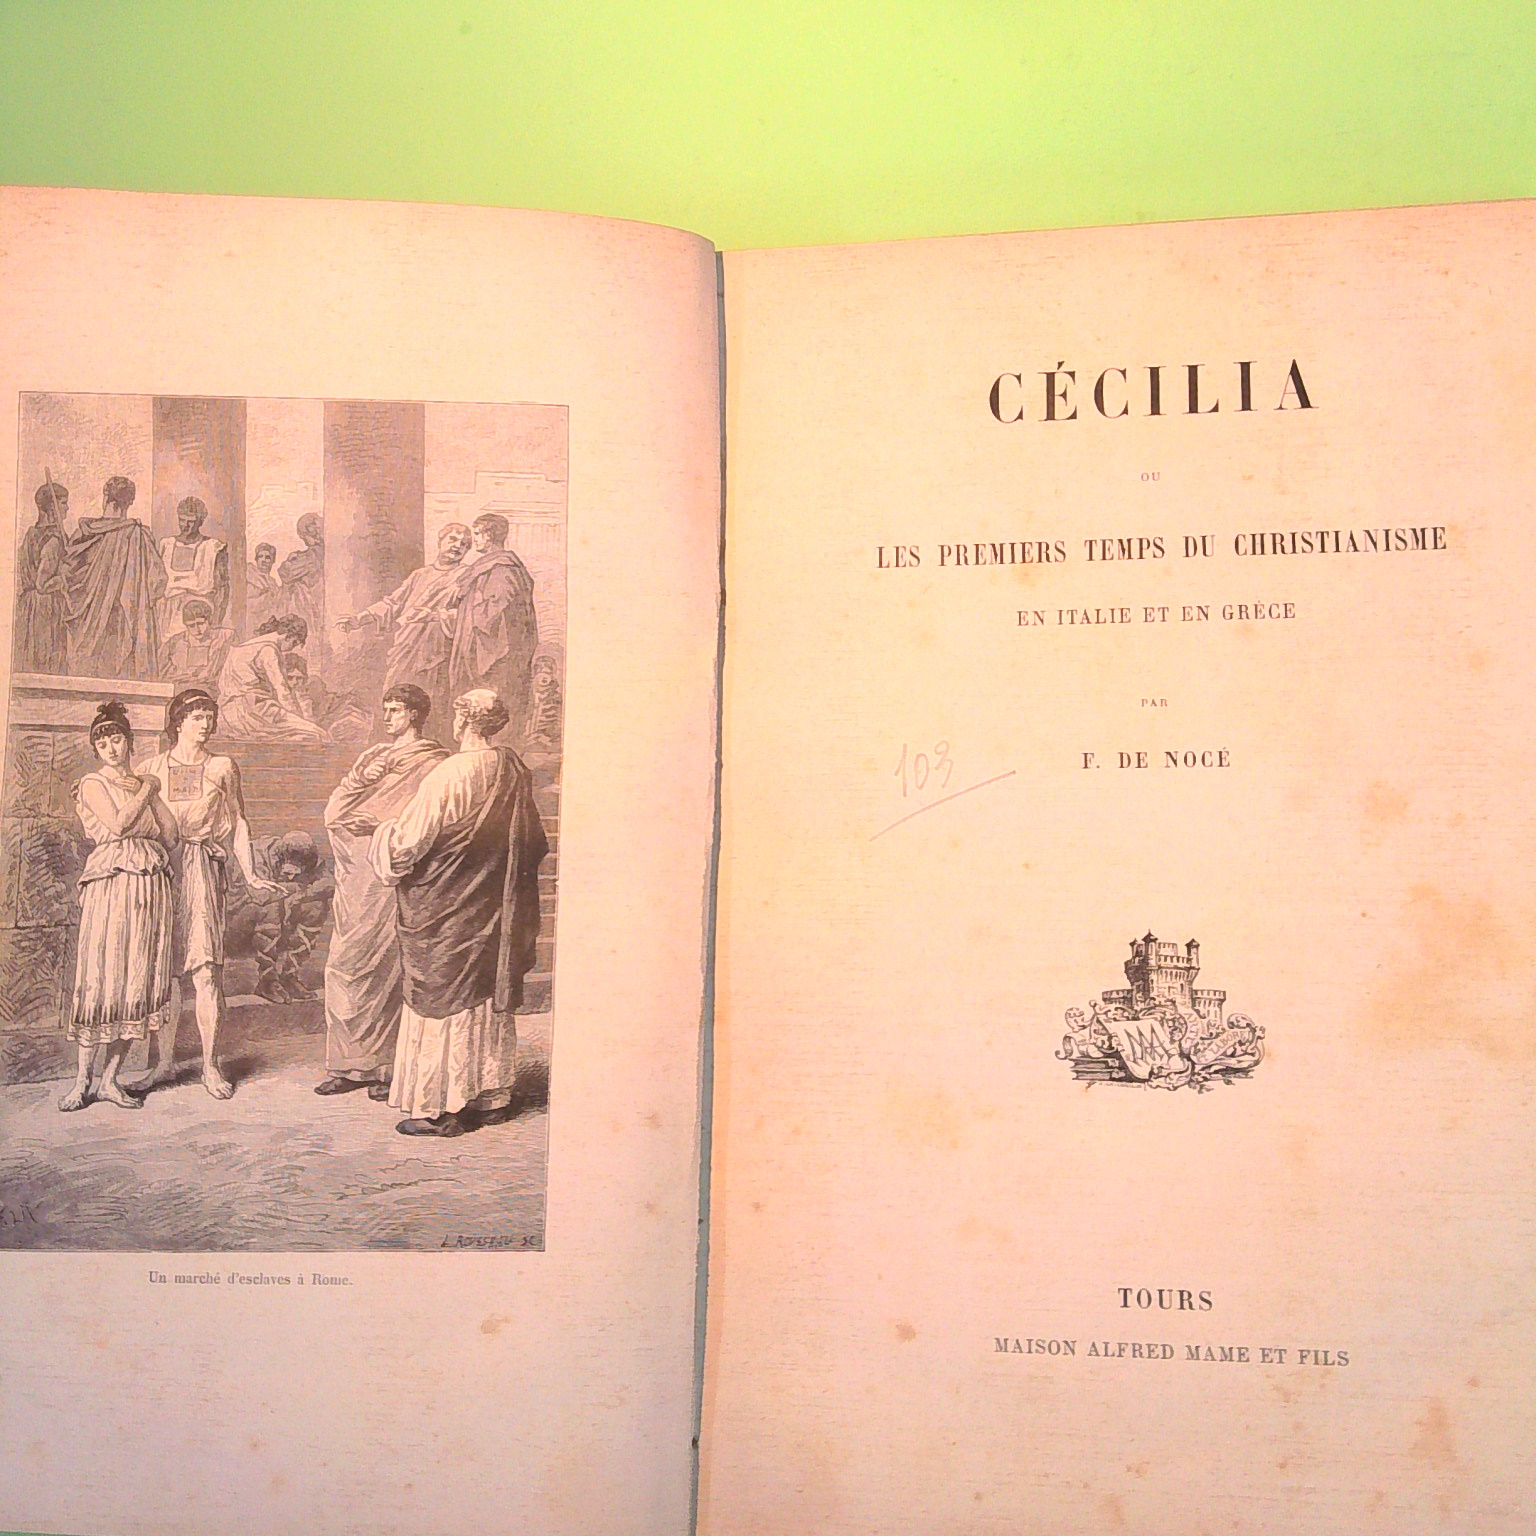 Un marché d'esclaves à Rome.
CÉCILIA
OU
LES PREMIERS TEMPS DU CHRISTIANISME
EN ITALIE ET EN GRÈCE
PAR
F. DE NOCÉ
103
TOURS
MAISON ALFRED MAME ET FILS